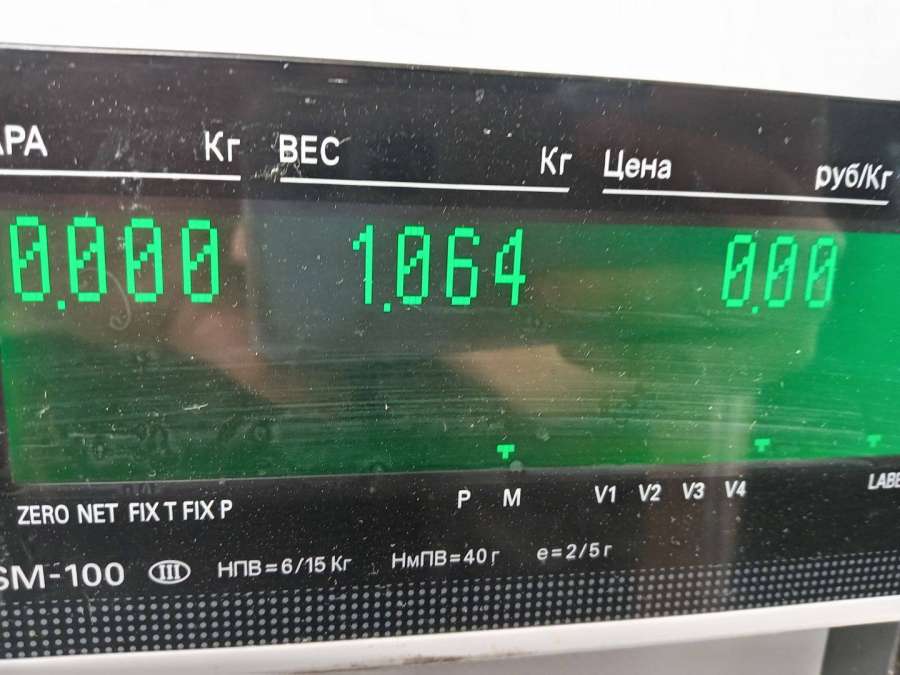 АРА Кг ВЕС Кг Цена руб/Кг
0.000 1.064 0.00
ZERO NET FIX T FIX P P M V1 V2 V3 V4 LABE
SM-100 III НПВ=6/15 Кг НмПВ=40 г e=2/5 г